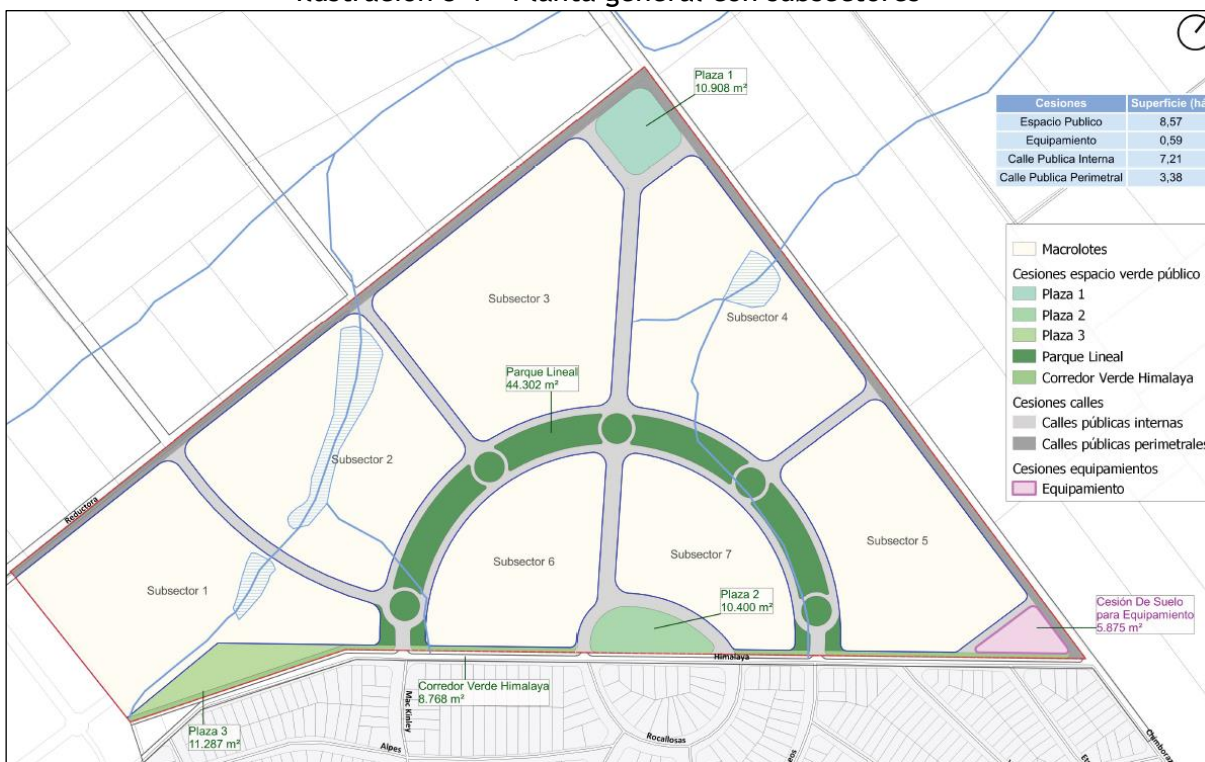 Plaza 1
10.908 m²
Cesiones Superficie (há
Espacio Publico 8,57
Equipamiento 0,59
Calle Publica Interna 7,21
Calle Publica Perimetral 3,38
Macrolotes
Cesiones espacio verde público
Plaza 1
Plaza 2
Plaza 3
Parque Lineal
Corredor Verde Himalaya
Cesiones calles
Calles públicas internas
Calles públicas perimetrales
Cesiones equipamientos
Equipamiento
Subsector 3
Subsector 4
Parque Lineal
44.302 m²
Subsector 2
Reductora
Subsector 5
Subsector 6
Subsector 7
Subsector 1
Plaza 2
10.400 m²
Cesión De Suelo
para Equipamiento
5.875 m²
Himalaya
Corredor Verde Himalaya
8.768 m²
Mac Kinley
Plaza 3
11.287 m²
Alpes
Rocallosas